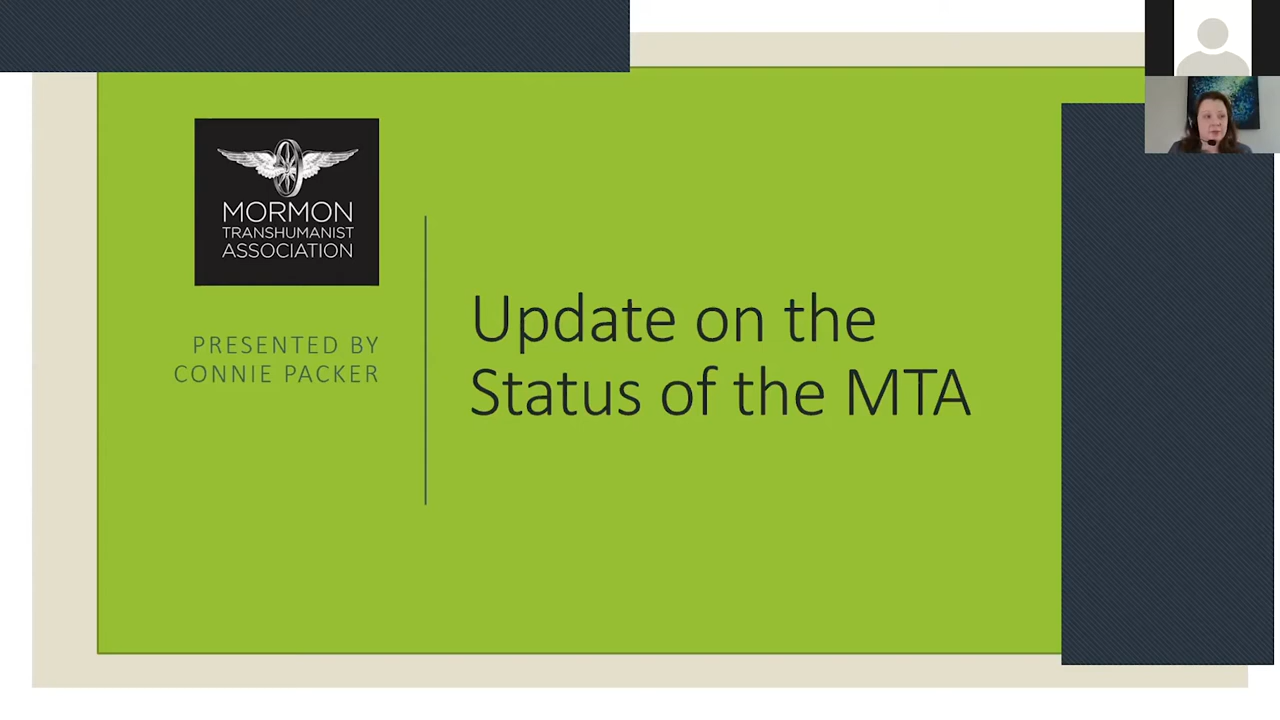 MORMON
TRANSHUMANIST
ASSOCIATION
PRESENTED BY
CONNIE PACKER
Update on the
Status of the MTA